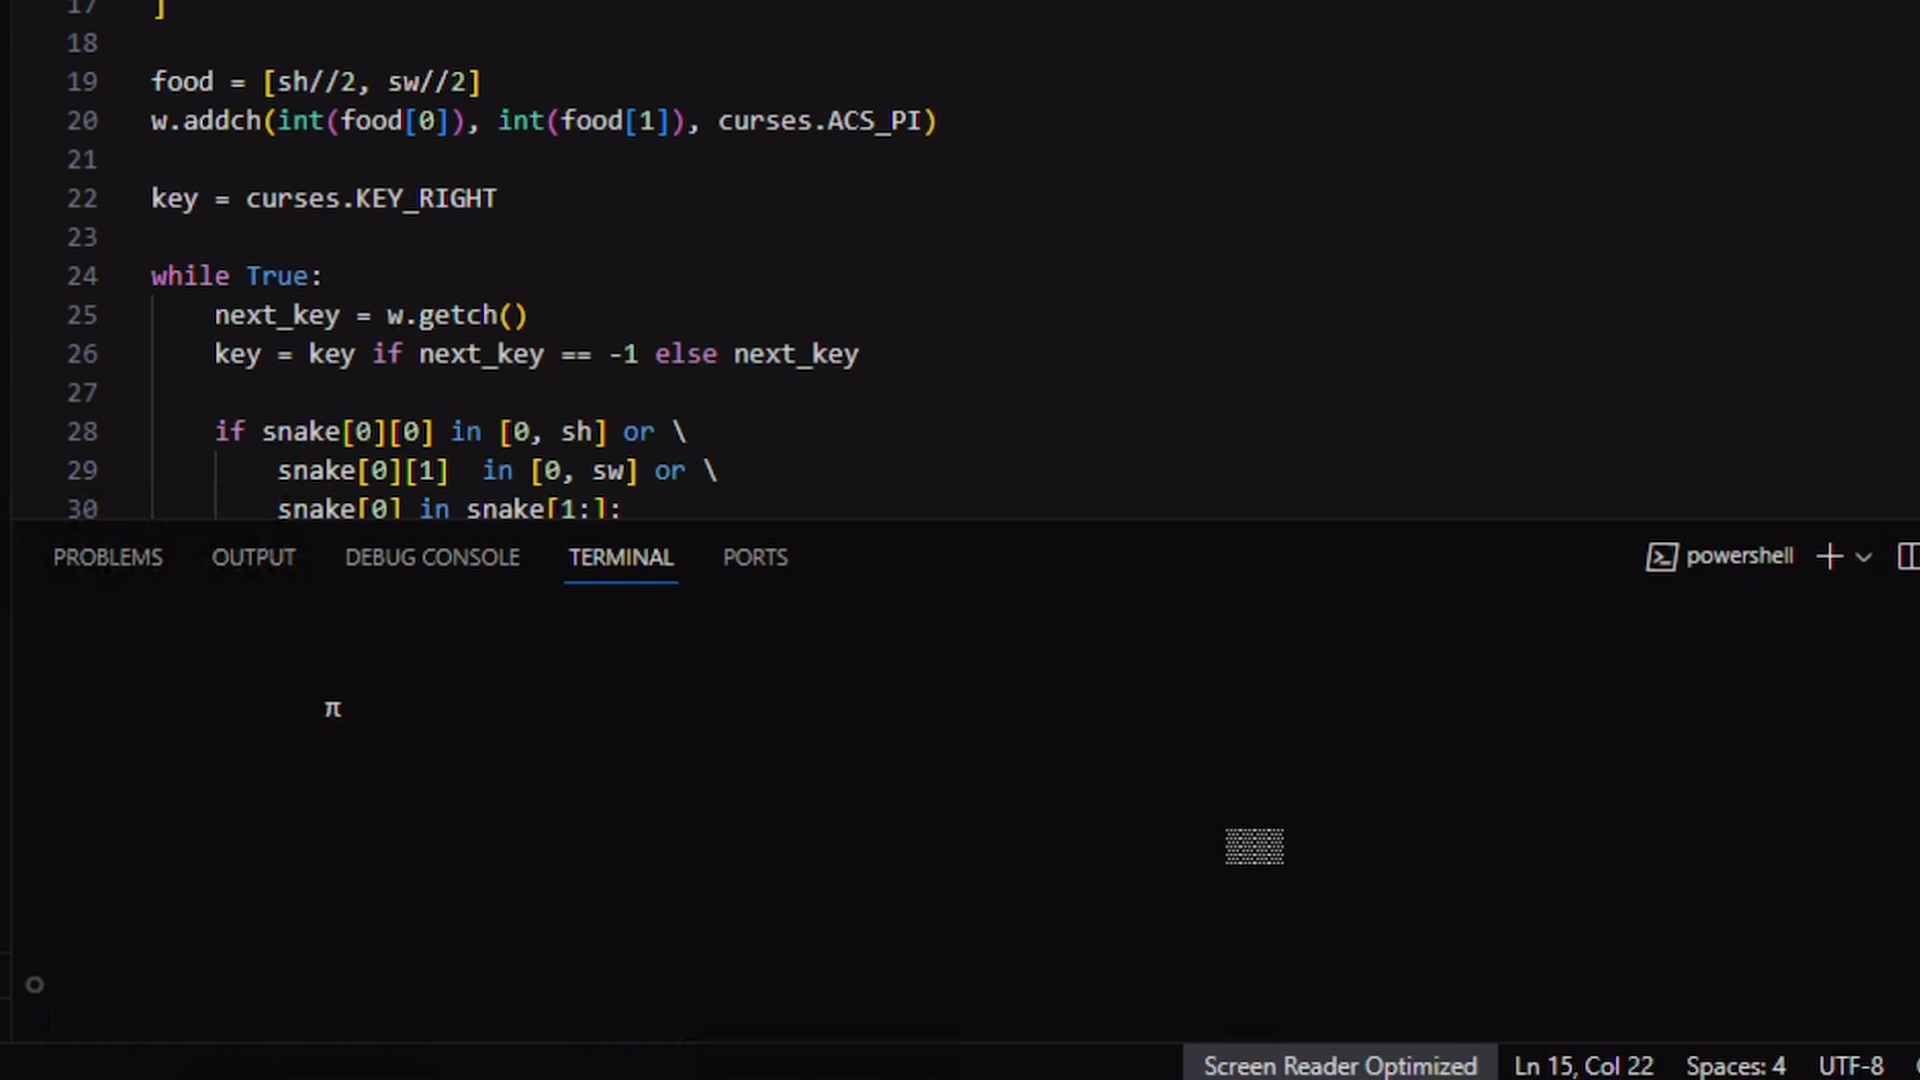 17 ]
18
19 food = [sh//2, sw//2]
20 w.addch(int(food[0]), int(food[1]), curses.ACS_PI)
21
22 key = curses.KEY_RIGHT
23
24 while True:
25 next_key = w.getch()
26 key = key if next_key == -1 else next_key
27
28 if snake[0][0] in [0, sh] or \
29 snake[0][1]  in [0, sw] or \
30 snake[0] in snake[1:]:
PROBLEMS OUTPUT DEBUG CONSOLE TERMINAL PORTS powershell
π
Screen Reader Optimized Ln 15, Col 22 Spaces: 4 UTF-8